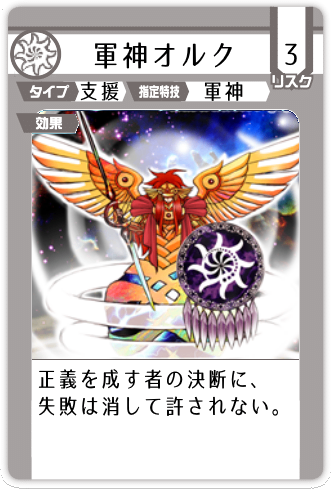 軍神オルク
3
リスク
タイプ 支援 指定特技 軍神
効果
正義を成す者の決断に、
失敗は消して許されない。